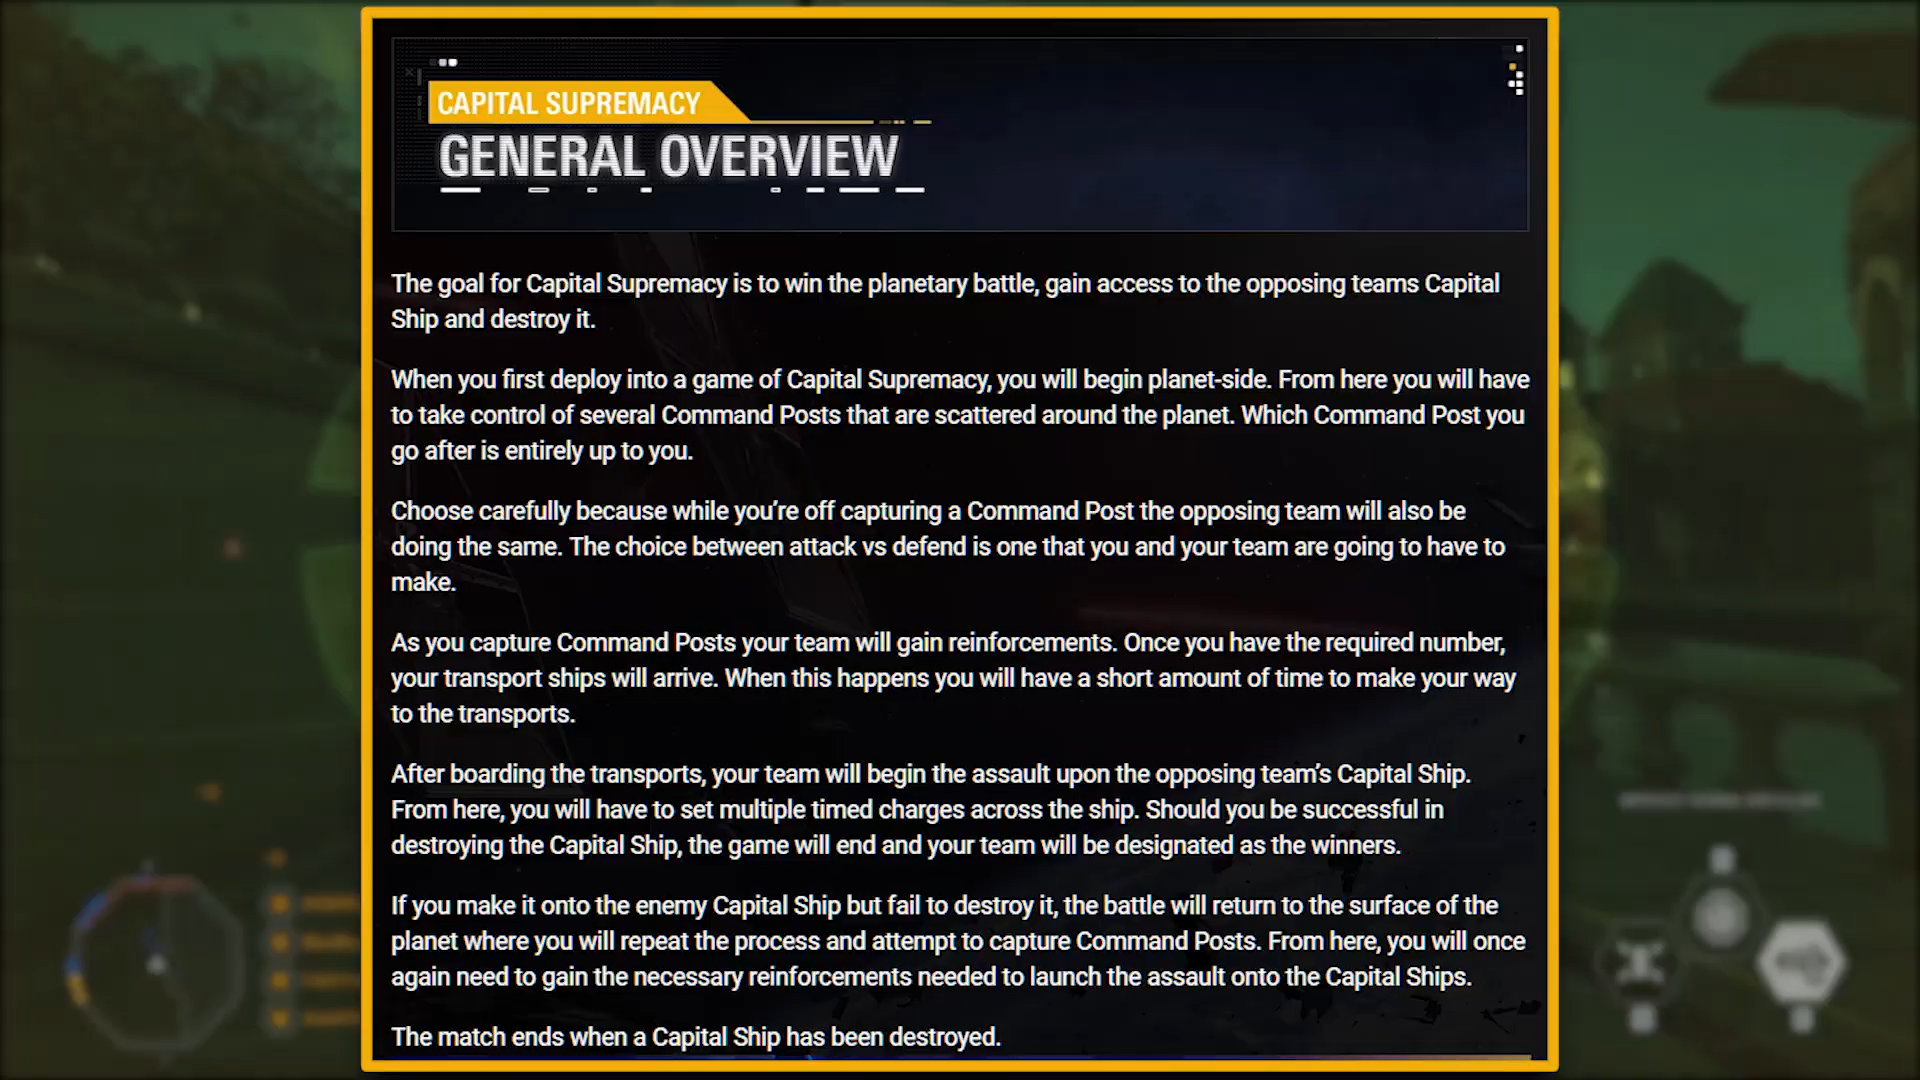 CAPITAL SUPREMACY
GENERAL OVERVIEW
The goal for Capital Supremacy is to win the planetary battle, gain access to the opposing teams Capital
Ship and destroy it.
When you first deploy into a game of Capital Supremacy, you will begin planet-side. From here you will have
to take control of several Command Posts that are scattered around the planet. Which Command Post you
go after is entirely up to you.
Choose carefully because while you’re off capturing a Command Post the opposing team will also be
doing the same. The choice between attack vs defend is one that you and your team are going to have to
make.
As you capture Command Posts your team will gain reinforcements. Once you have the required number,
your transport ships will arrive. When this happens you will have a short amount of time to make your way
to the transports.
After boarding the transports, your team will begin the assault upon the opposing team’s Capital Ship.
From here, you will have to set multiple timed charges across the ship. Should you be successful in
destroying the Capital Ship, the game will end and your team will be designated as the winners.
If you make it onto the enemy Capital Ship but fail to destroy it, the battle will return to the surface of the
planet where you will repeat the process and attempt to capture Command Posts. From here, you will once
again need to gain the necessary reinforcements needed to launch the assault onto the Capital Ships.
The match ends when a Capital Ship has been destroyed.